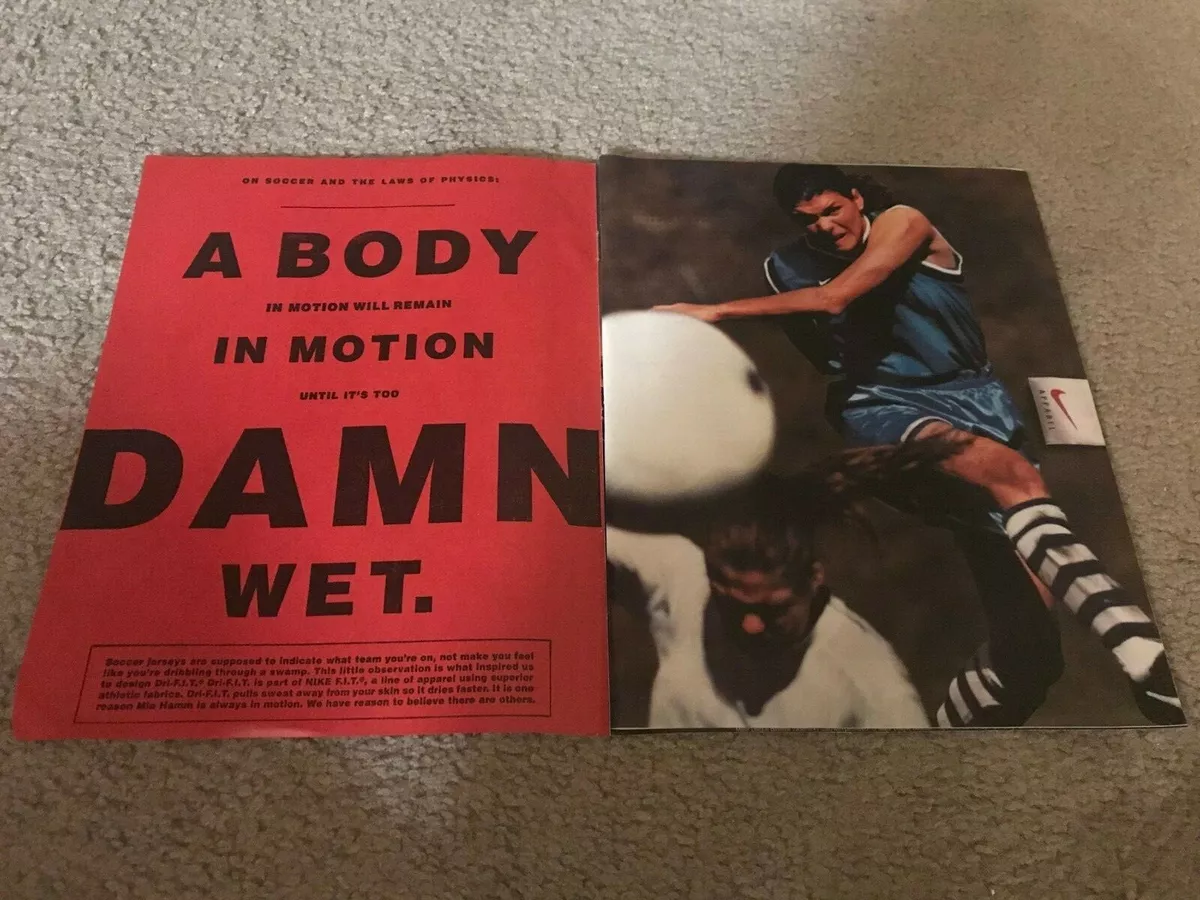 ON SOCCER AND THE LAWS OF PHYSICS:
A BODY
IN MOTION WILL REMAIN
IN MOTION
UNTIL IT'S TOO
DAMN
WET.
Soccer jerseys are supposed to indicate what team you're on, not make you feel
like you're dribbling through a swamp. This little observation is what inspired us
to design Dri-F.I.T.® Dri-F.I.T. is part of NIKE F.I.T.®, a line of apparel using superior
athletic fabrics. Dri-F.I.T. pulls sweat away from your skin so it dries faster. It is one
reason Mia Hamm is always in motion. We have reason to believe there are others.
APPAREL